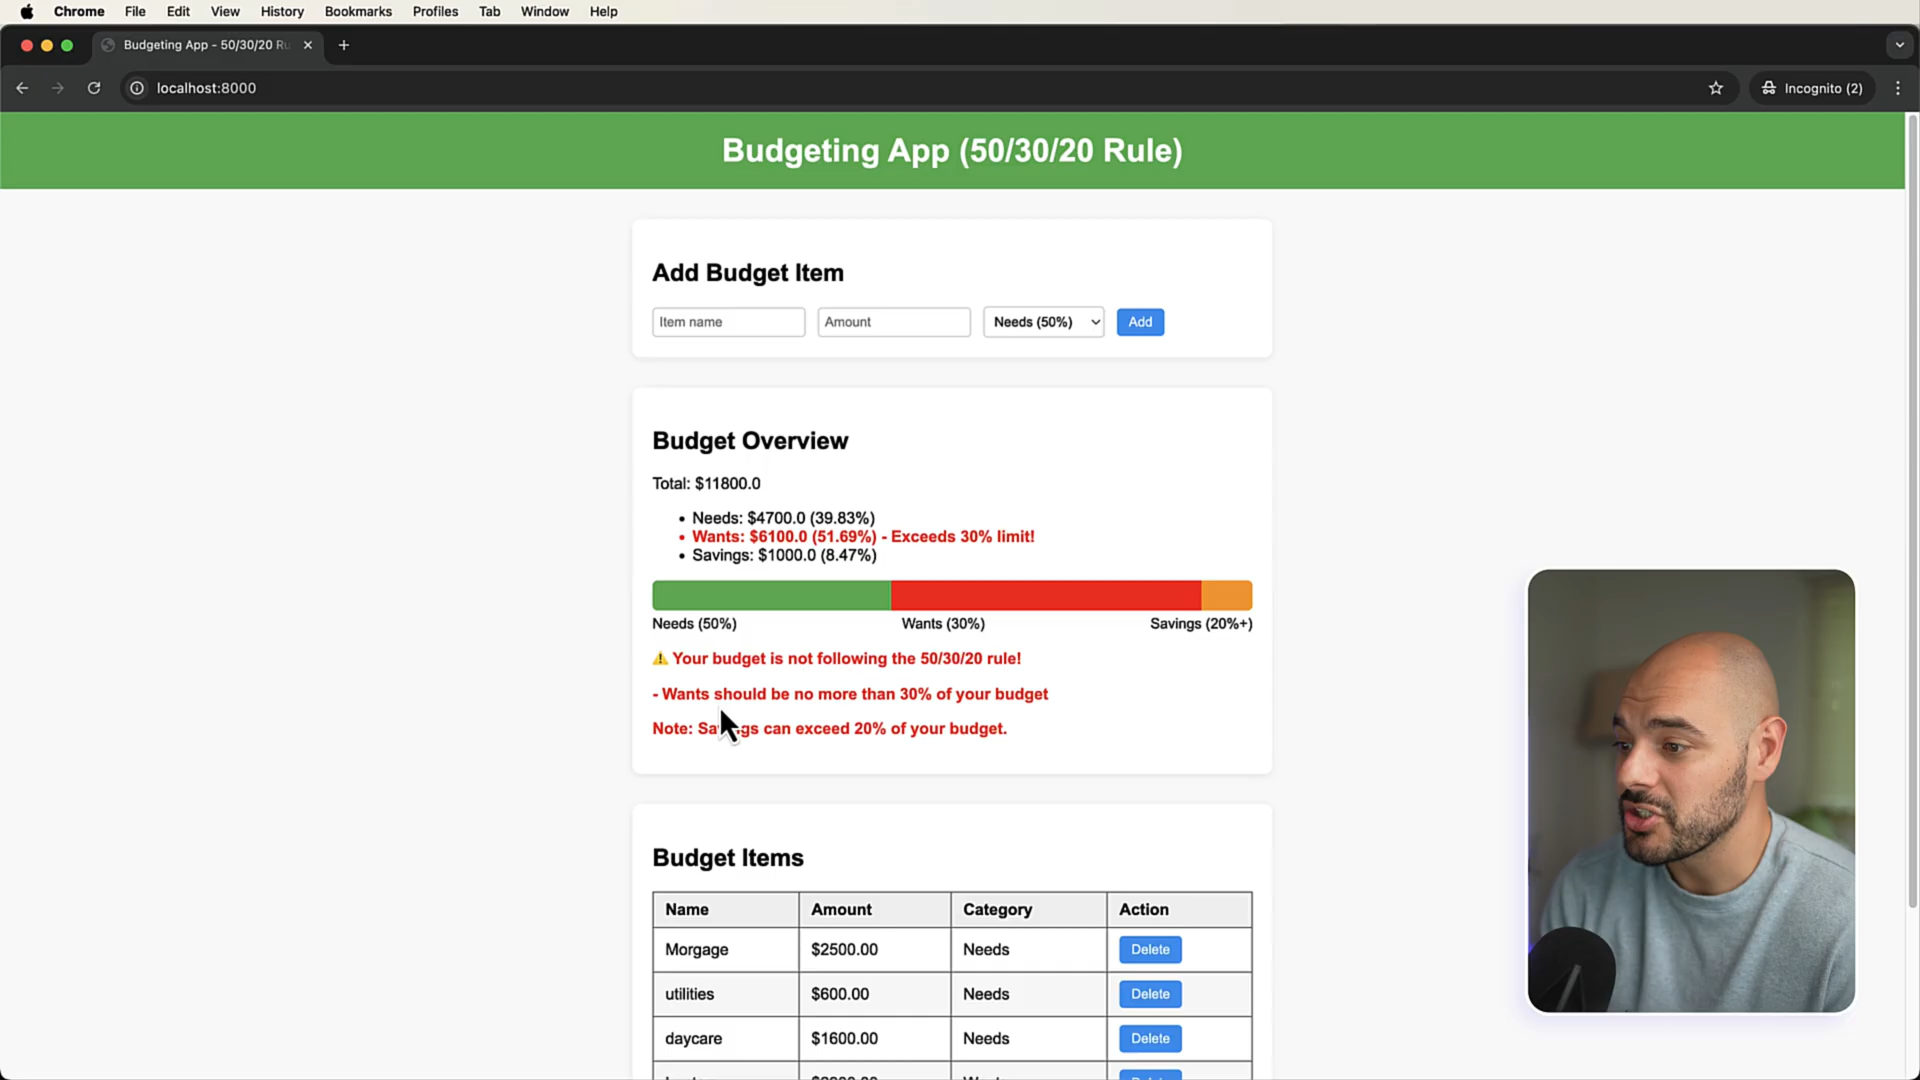 Chrome File Edit View History Bookmarks Profiles Tab Window Help
Budgeting App - 50/30/20 Ru
localhost:8000
Incognito (2)
Budgeting App (50/30/20 Rule)
Add Budget Item
Item name Amount Needs (50%) Add
Budget Overview
Total: $11800.0
• Needs: $4700.0 (39.83%)
• Wants: $6100.0 (51.69%) - Exceeds 30% limit!
• Savings: $1000.0 (8.47%)
Needs (50%) Wants (30%) Savings (20%+)
⚠️ Your budget is not following the 50/30/20 rule!
- Wants should be no more than 30% of your budget
Note: Savings can exceed 20% of your budget.
Budget Items
Name Amount Category Action
Morgage $2500.00 Needs Delete
utilities $600.00 Needs Delete
daycare $1600.00 Needs Delete